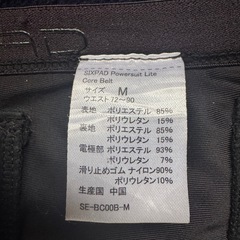 SIXPAD Powersuit Lite
Core Belt
サイズ M
ウエスト72~90
表地 ポリエステル 85%
ポリウレタン 15%
裏地 ポリエステル 85%
ポリウレタン 15%
電極部 ポリエステル 93%
ポリウレタン 7%
滑り止めゴム ナイロン90%
ポリウレタン10%
生産国 中国
SE-BC00B-M